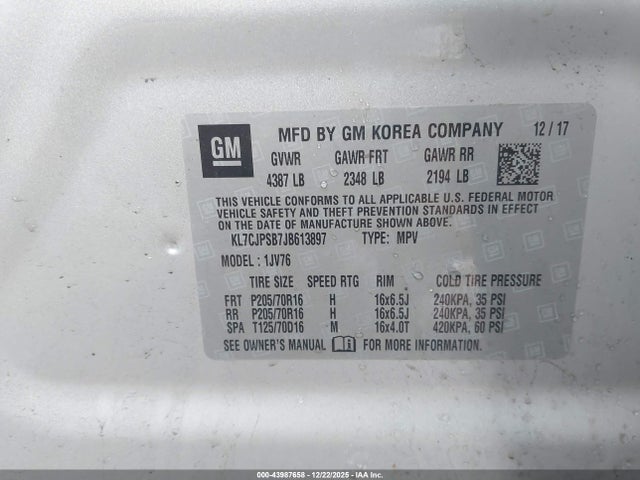 GM MFD BY GM KOREA COMPANY 12/17
GVWR GAWR FRT GAWR RR
4387 LB 2348 LB 2194 LB
THIS VEHICLE CONFORMS TO ALL APPLICABLE U.S. FEDERAL MOTOR
VEHICLE SAFETY AND THEFT PREVENTION STANDARDS IN EFFECT
ON THE DATE OF MANUFACTURE SHOWN ABOVE.
KL7CJPSB7JB613897 TYPE: MPV
MODEL: 1JV76
TIRE SIZE SPEED RTG RIM COLD TIRE PRESSURE
FRT P205/70R16 H 16x6.5J 240KPA, 35 PSI
RR P205/70R16 H 16x6.5J 240KPA, 35 PSI
SPA T125/70D16 M 16x4.0T 420KPA, 60 PSI
SEE OWNER'S MANUAL FOR MORE INFORMATION.
000-43987658 - 12/22/2025 - IAA, Inc.